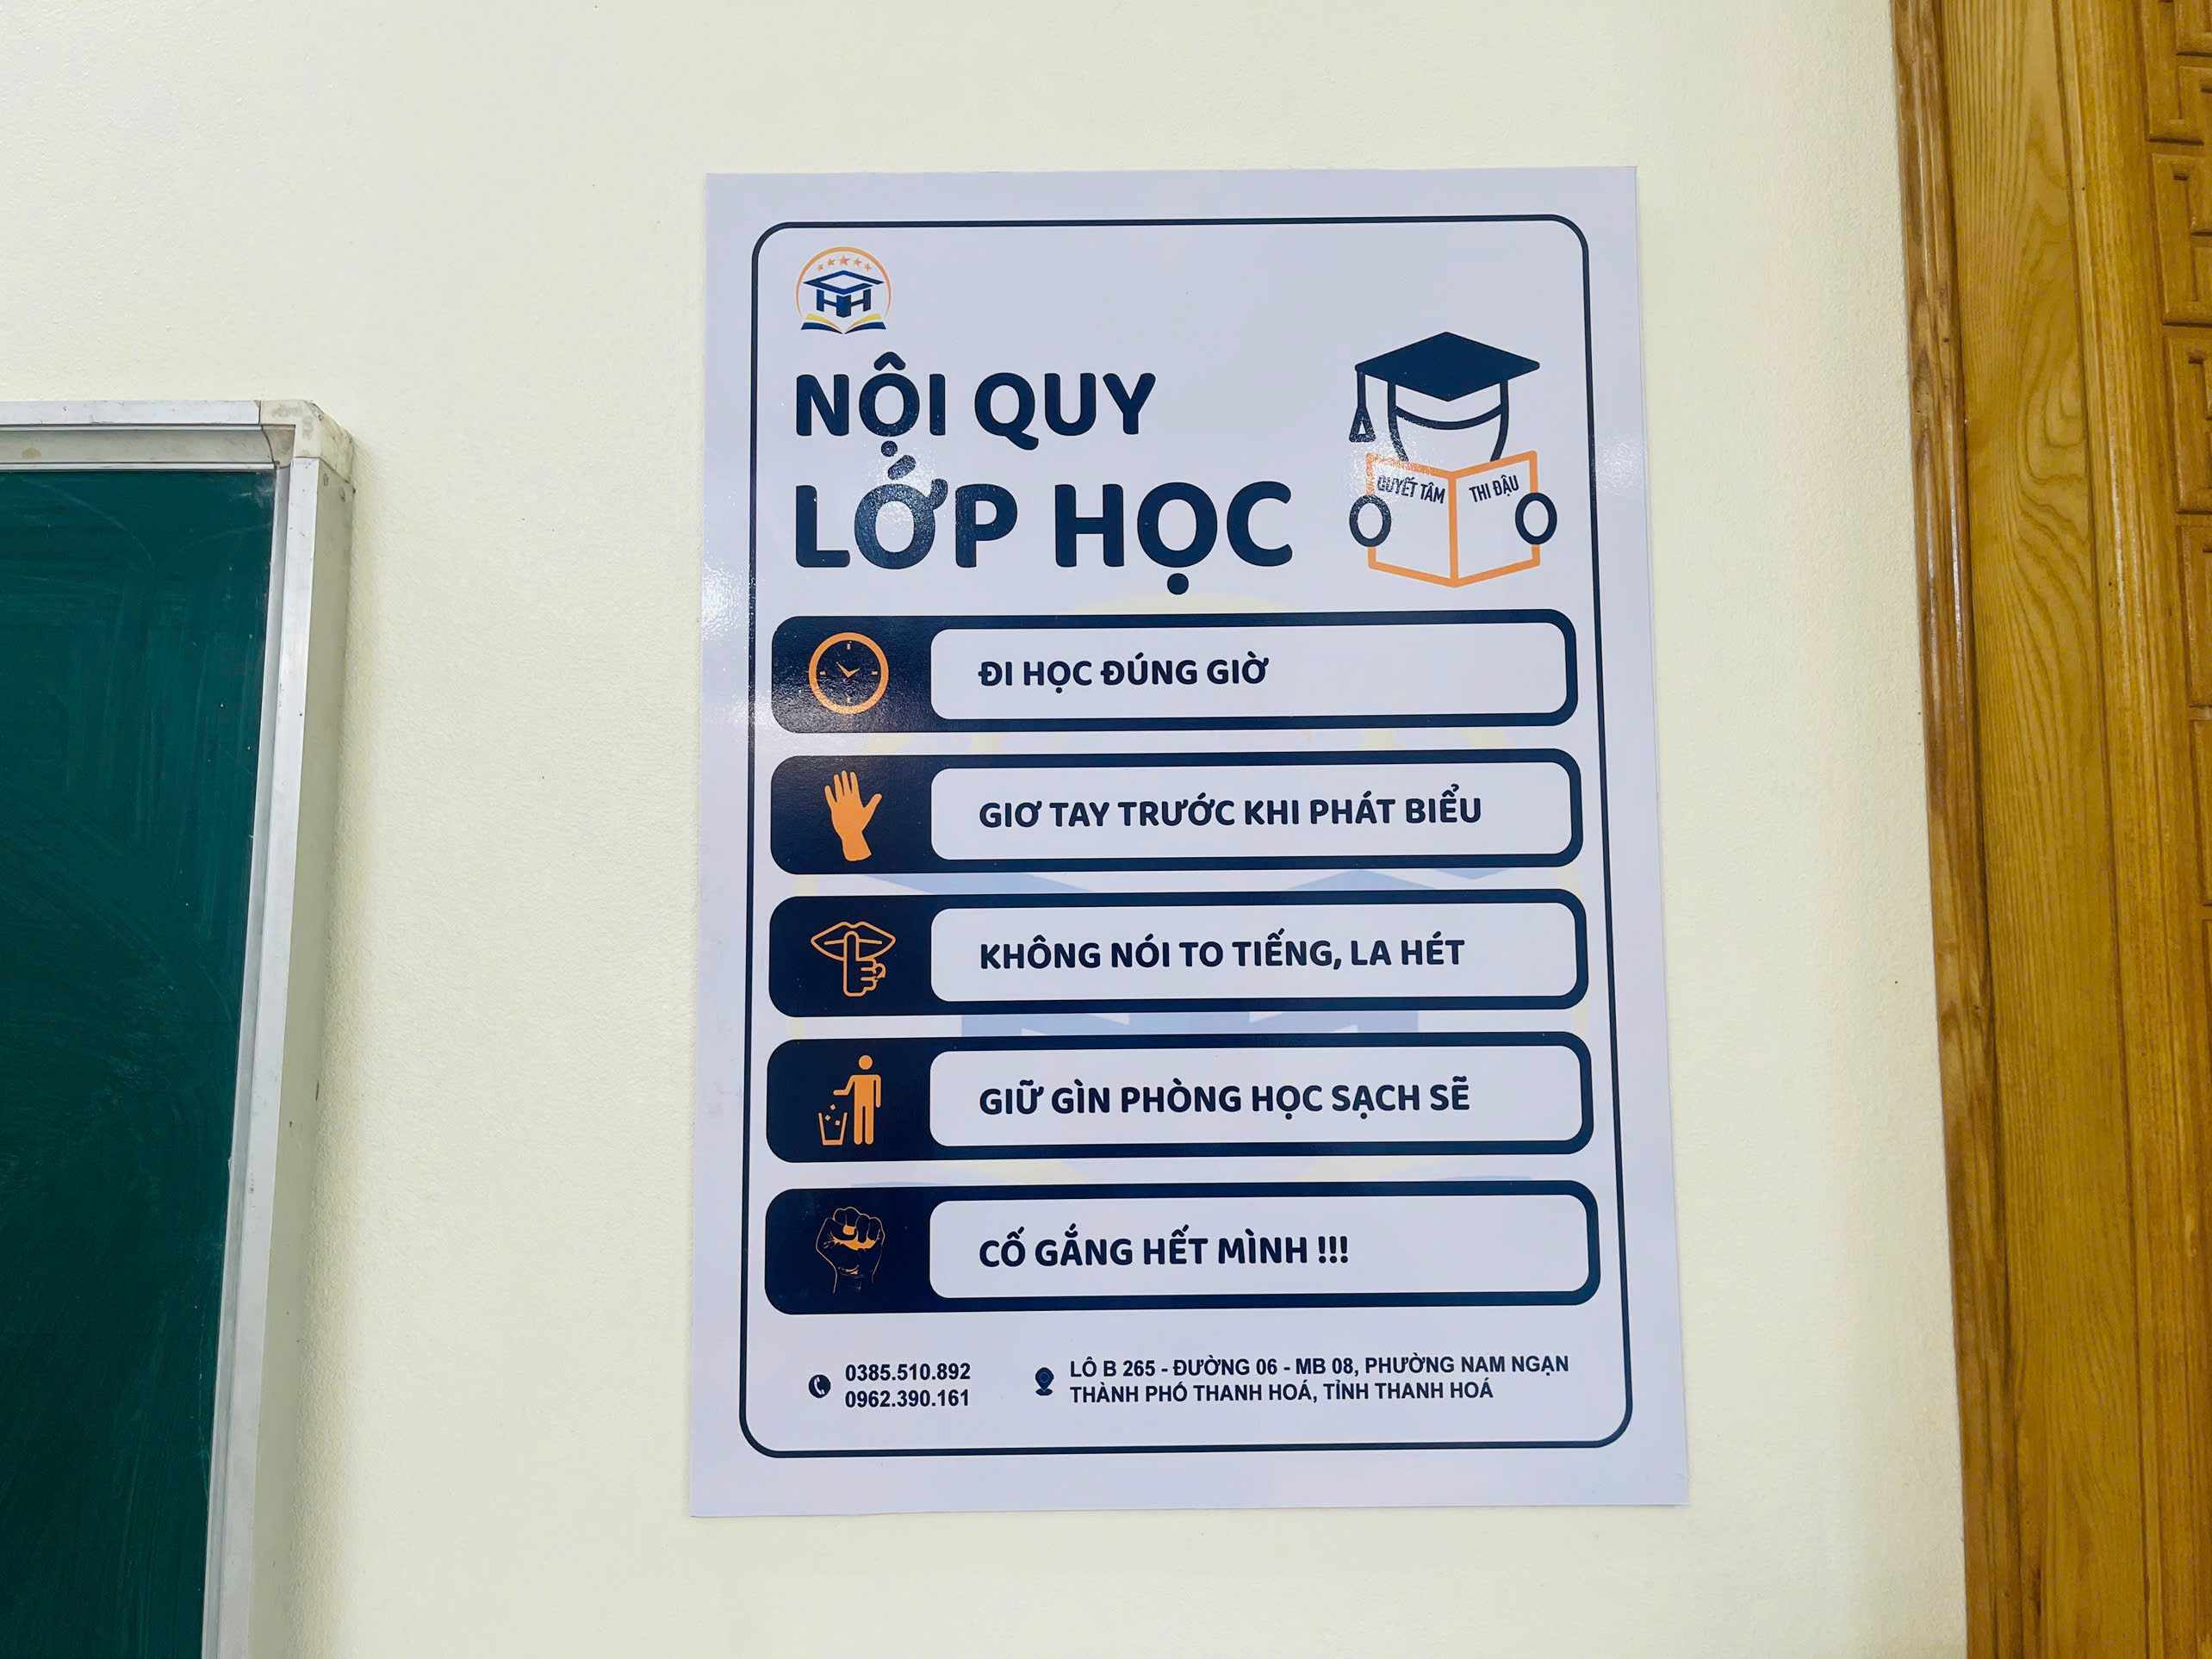 HH
NỘI QUY
LỚP HỌC
QUYẾT TÂM
THI ĐẬU
ĐI HỌC ĐÚNG GIỜ
GIƠ TAY TRƯỚC KHI PHÁT BIỂU
KHÔNG NÓI TO TIẾNG, LA HÉT
GIỮ GÌN PHÒNG HỌC SẠCH SẼ
CỐ GẮNG HẾT MÌNH !!!
0385.510.892
0962.390.161
LÔ B 265 - ĐƯỜNG 06 - MB 08, PHƯỜNG NAM NGẠN
THÀNH PHỐ THANH HOÁ, TỈNH THANH HOÁ